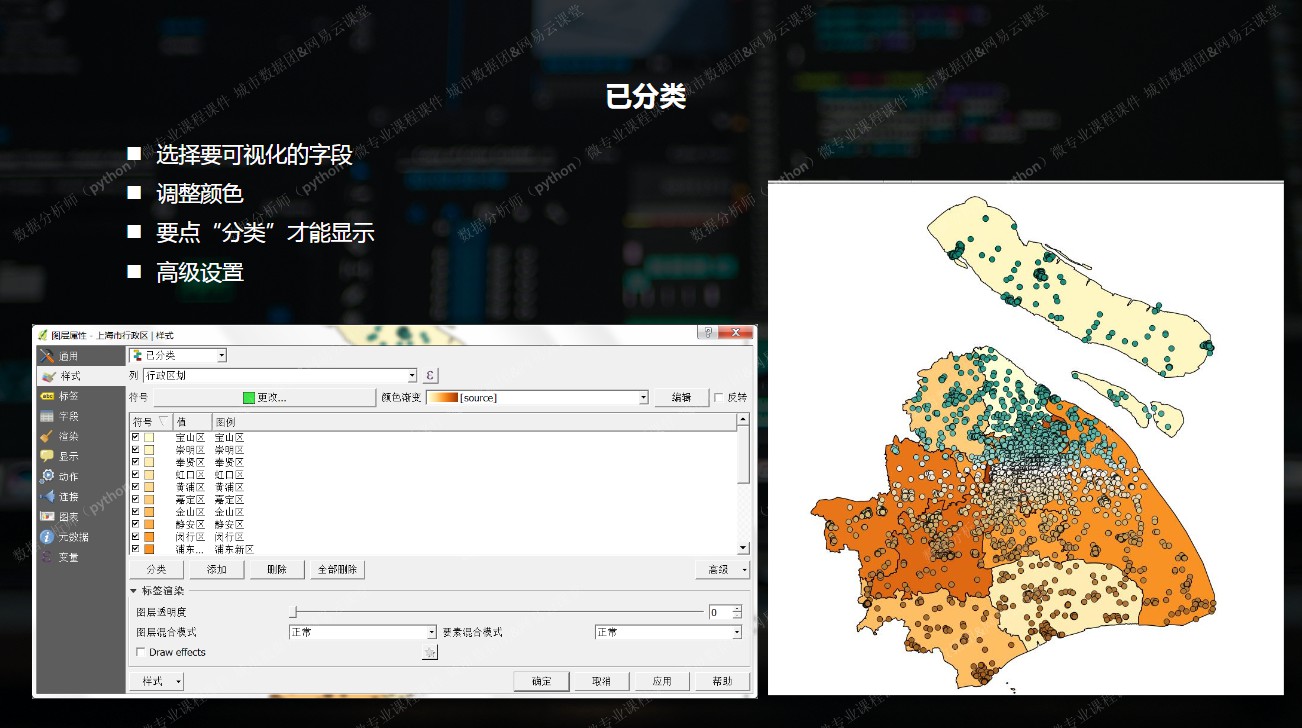 已分类
■ 选择要可视化的字段
■ 调整颜色
■ 要点“分类”才能显示
■ 高级设置
图层属性 - 上海市行政区 | 样式
通用
样式
标签
字段
渲染
显示
动作
连接
图表
元数据
变量
已分类
列 行政区划
符号 更改... 颜色渐变 [source] 编辑 反转
符号 值 图例
宝山区 宝山区
崇明区 崇明区
奉贤区 奉贤区
虹口区 虹口区
黄浦区 黄浦区
嘉定区 嘉定区
金山区 金山区
静安区 静安区
闵行区 闵行区
浦东... 浦东新区
分类 添加 删除 全部删除 高级
标签渲染
图层透明度 0
图层混合模式 正常 要素混合模式 正常
Draw effects
样式 确定 取消 应用 帮助
数据分析师（python）微专业课程课件 城市数据团&网易云课堂